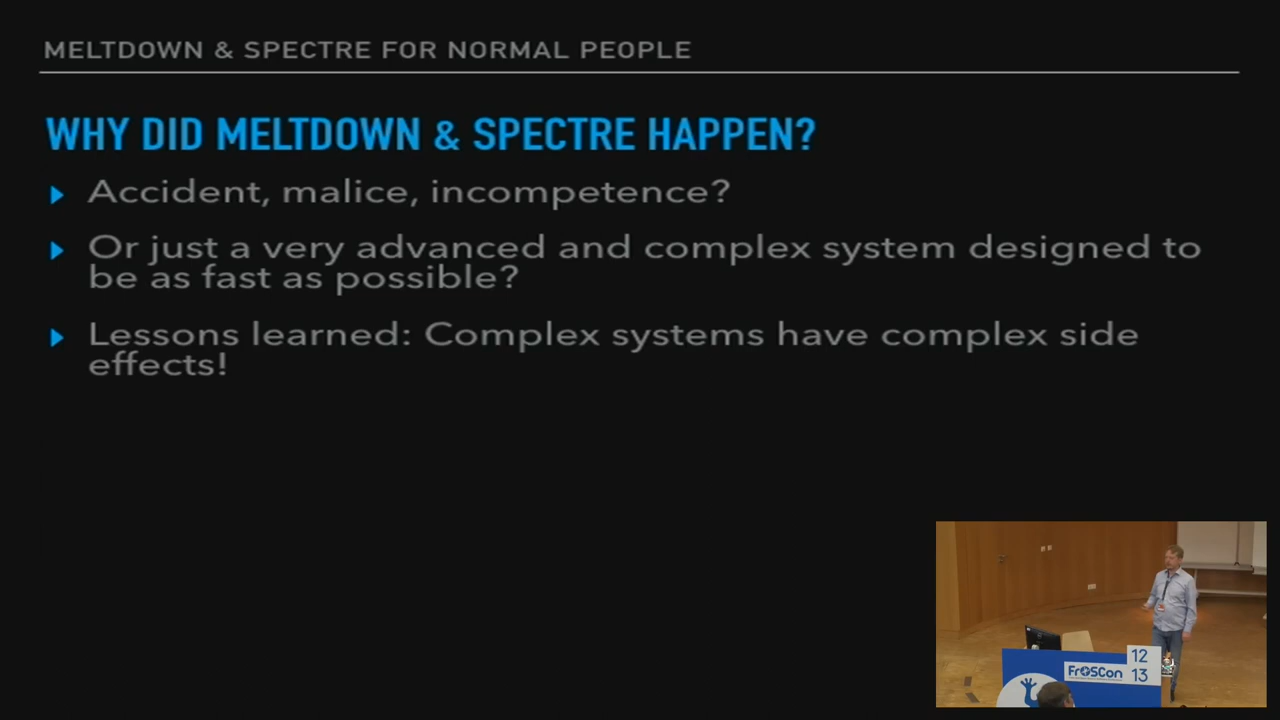 MELTDOWN & SPECTRE FOR NORMAL PEOPLE
WHY DID MELTDOWN & SPECTRE HAPPEN?
Accident, malice, incompetence?
Or just a very advanced and complex system designed to
be as fast as possible?
Lessons learned: Complex systems have complex side
effects!
FrOSCon
12
13